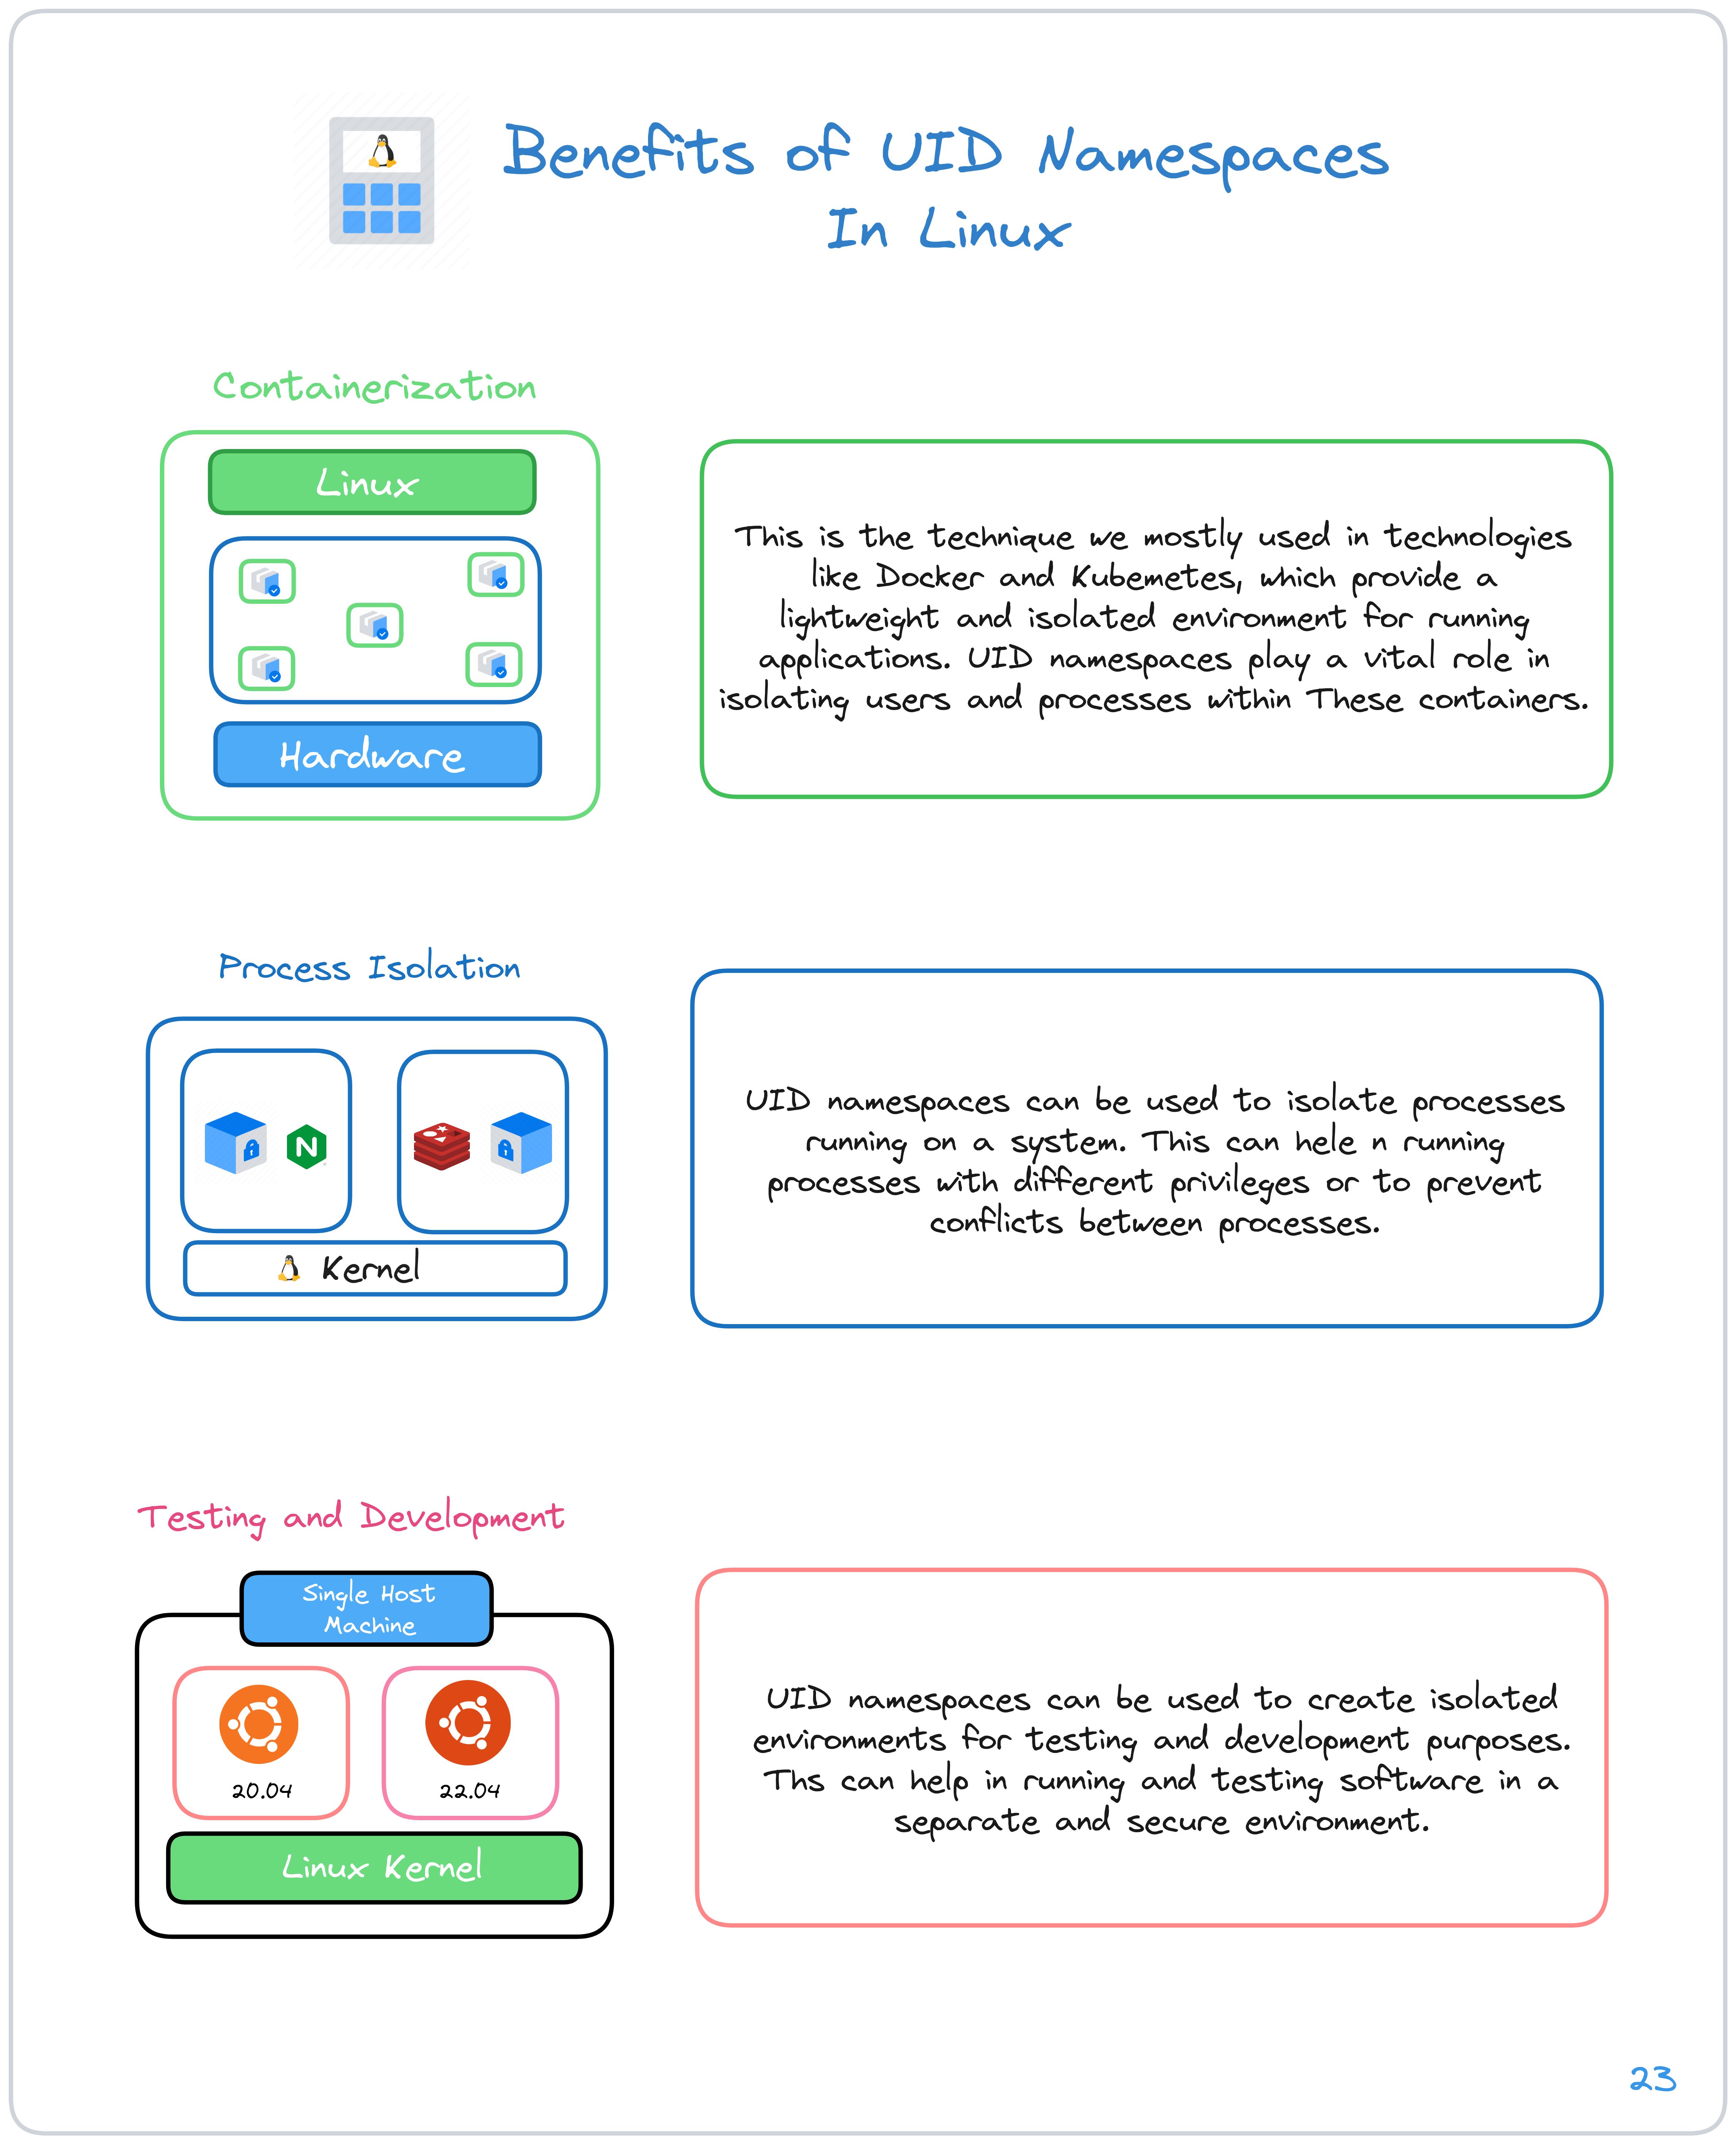 Benefits of UID Namespaces
In Linux
Containerization
Linux
Hardware
This is the technique we mostly used in technologies
like Docker and Kubemetes, which provide a
lightweight and isolated environment for running
applications. UID namespaces play a vital role in
isolating users and processes within These containers.
Process Isolation
N
Kernel
UID namespaces can be used to isolate processes
running on a system. This can hele n running
processes with different privileges or to prevent
conflicts between processes.
Testing and Development
Single Host
Machine
20.04
22.04
Linux Kernel
UID namespaces can be used to create isolated
environments for testing and development purposes.
Ths can help in running and testing software in a
separate and secure environment.
23